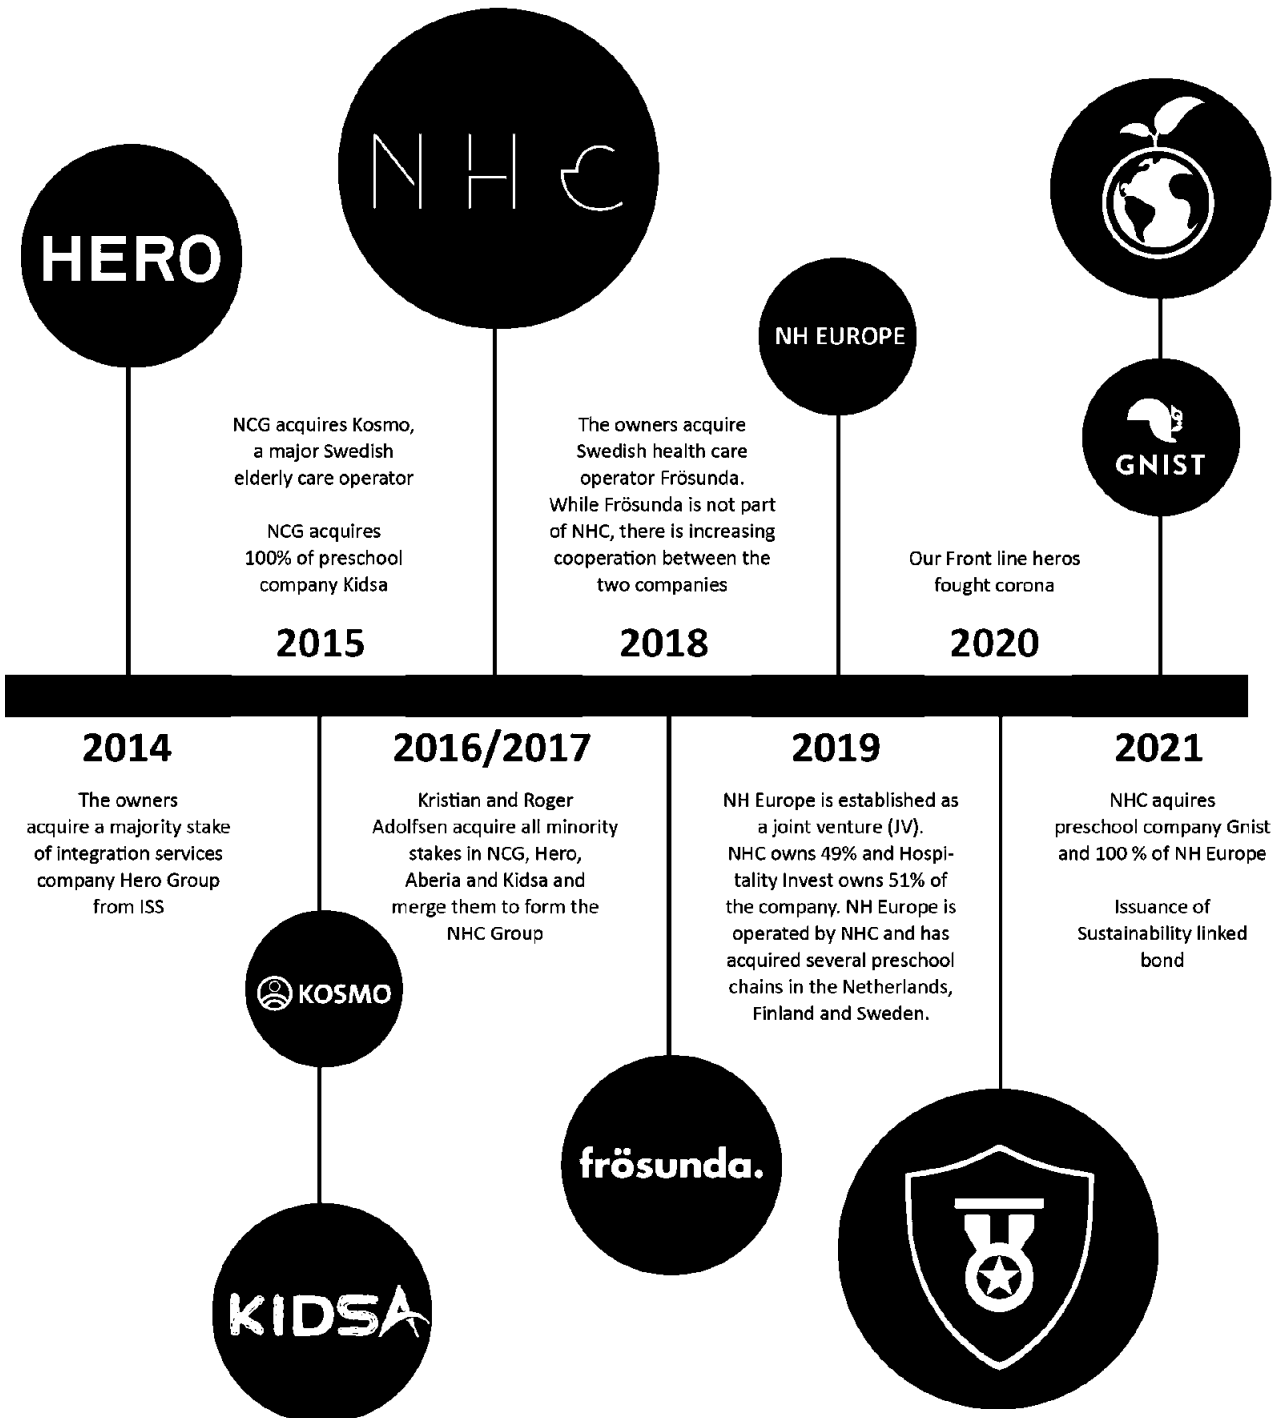 HERO
NHC
NH EUROPE
GNIST
NCG acquires Kosmo,
a major Swedish
elderly care operator
NCG acquires
100% of preschool
company Kidsa
2015
The owners acquire
Swedish health care
operator Frösunda.
While Frösunda is not part
of NHC, there is increasing
cooperation between the
two companies
2018
Our Front line heros
fought corona
2020
2014
The owners
acquire a majority stake
of integration services
company Hero Group
from ISS
2016/2017
Kristian and Roger
Adolfsen acquire all minority
stakes in NCG, Hero,
Aberia and Kidsa and
merge them to form the
NHC Group
2019
NH Europe is established as
a joint venture (JV).
NHC owns 49% and Hospi-
tality Invest owns 51% of
the company. NH Europe is
operated by NHC and has
acquired several preschool
chains in the Netherlands,
Finland and Sweden.
2021
NHC aquires
preschool company Gnist
and 100 % of NH Europe
Issuance of
Sustainability linked
bond
KOSMO
KIDSA
frösunda.